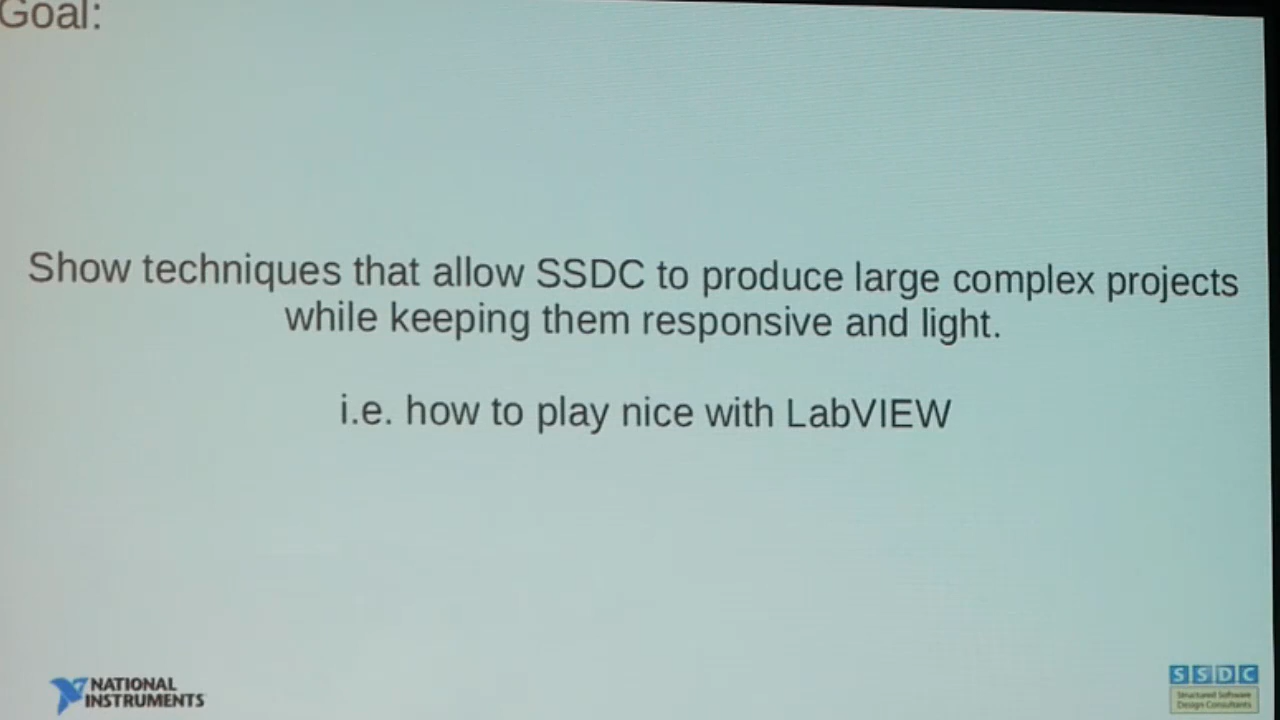 Goal:
Show techniques that allow SSDC to produce large complex projects
while keeping them responsive and light.
i.e. how to play nice with LabVIEW
NATIONAL
INSTRUMENTS
SSDC
Structured Software
Design Consultants